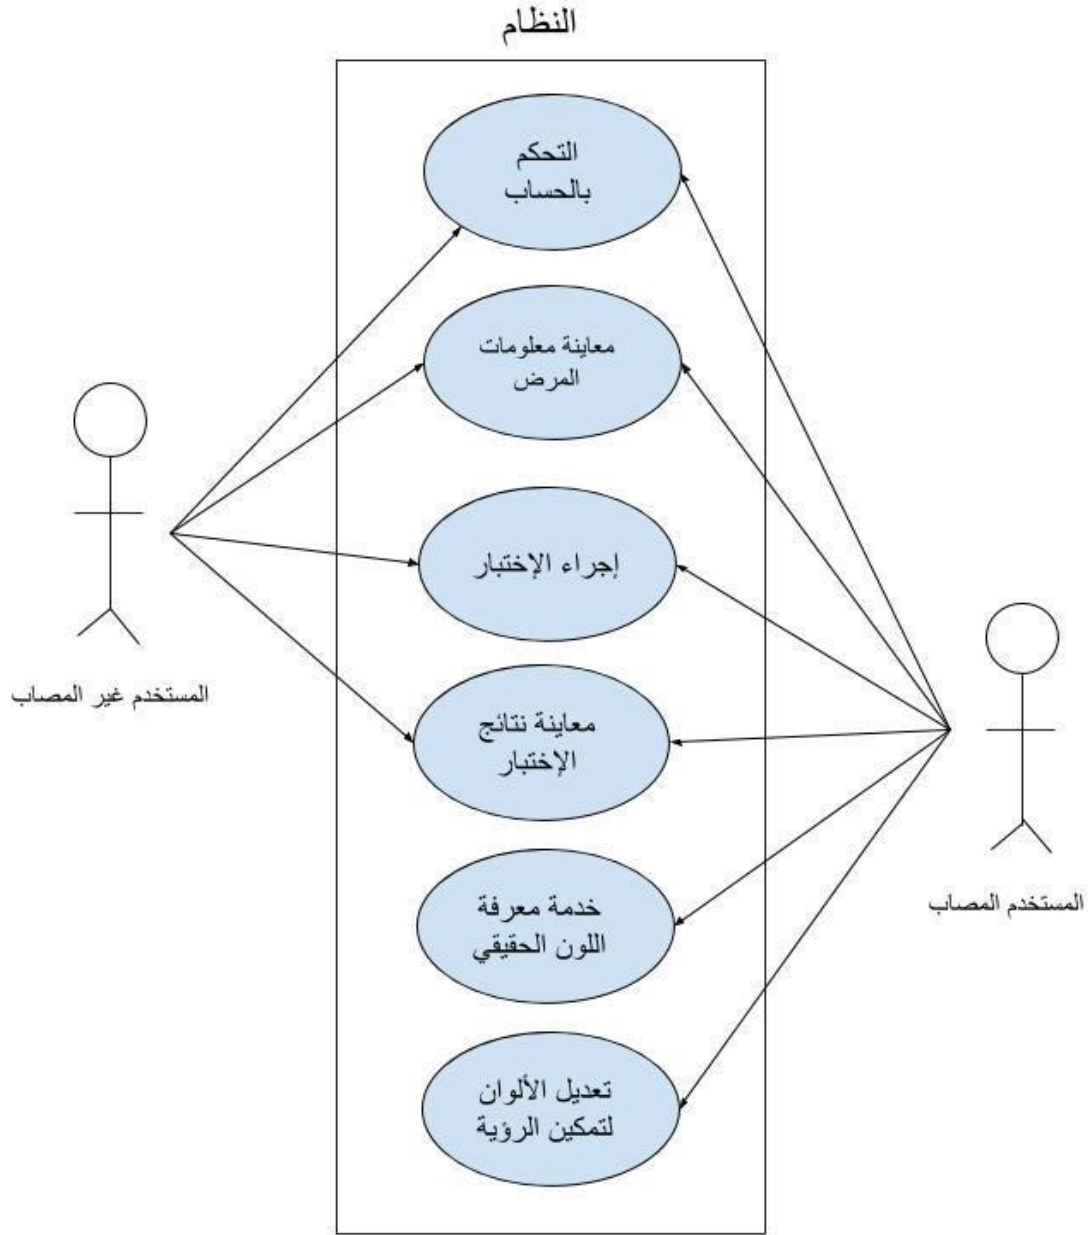 النظام
التحكم
بالحساب
معاينة معلومات
المرض
إجراء الإختبار
معاينة نتائج
الإختبار
خدمة معرفة
اللون الحقيقي
تعديل الألوان
لتمكين الرؤية
المستخدم غير المصاب
المستخدم المصاب